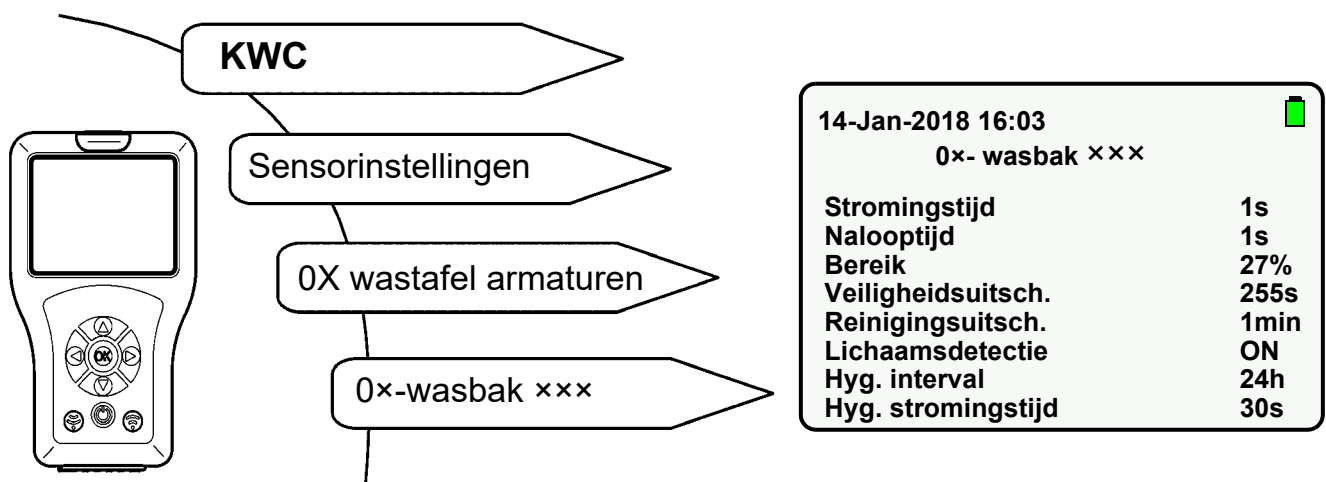 KWC
Sensorinstellingen
0X wastafel armaturen
0×-wasbak ×××
OK
14-Jan-2018 16:03
0×- wasbak ×××
Stromingstijd 1s
Nalooptijd 1s
Bereik 27%
Veiligheidsuitsch. 255s
Reinigingsuitsch. 1min
Lichaamsdetectie ON
Hyg. interval 24h
Hyg. stromingstijd 30s